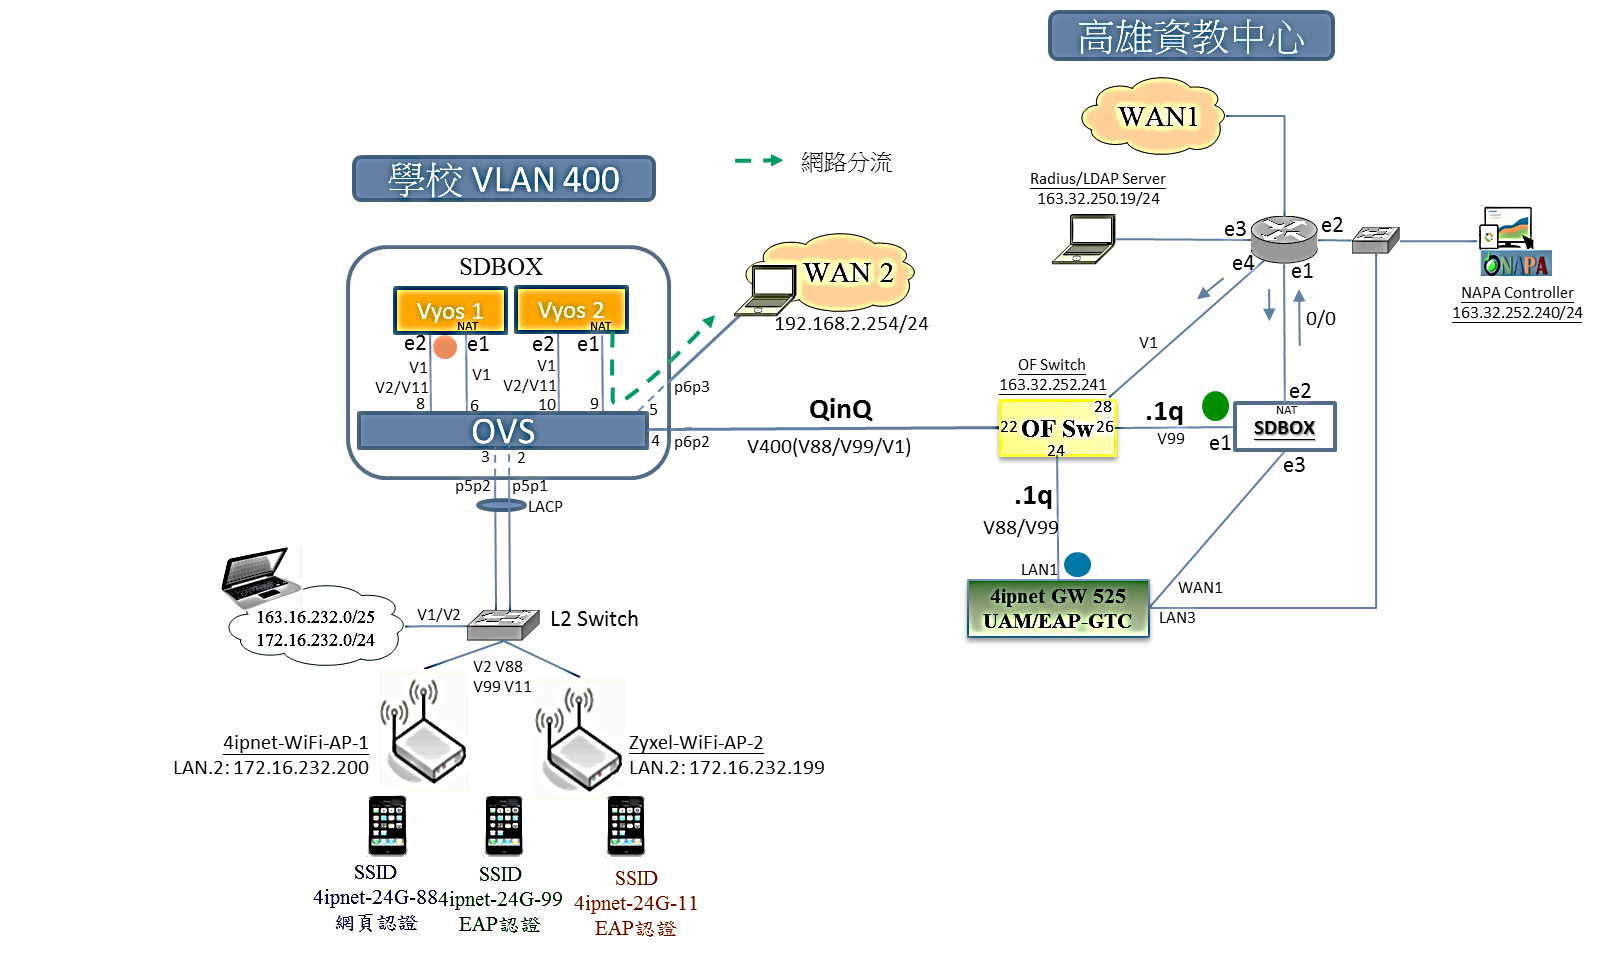 高雄資教中心
WAN1
學校 VLAN 400
網路分流
Radius/LDAP Server
163.32.250.19/24
e3
e2
e4
e1
0/0
NAPA
NAPA Controller
163.32.252.240/24
SDBOX
Vyos 1
NAT
Vyos 2
NAT
WAN 2
192.168.2.254/24
e2
e1
V1
V2/V11
V1
8
6
e2
e1
V1
V2/V11
10
9
OVS
5
4
3
2
p6p3
p6p2
p5p2
p5p1
LACP
QinQ
V400(V88/V99/V1)
V1
OF Switch
163.32.252.241
28
22
OF Sw
26
24
.1q
V99
e2
NAT
SDBOX
e1
e3
.1q
V88/V99
LAN1
4ipnet GW 525
UAM/EAP-GTC
WAN1
LAN3
163.16.232.0/25
172.16.232.0/24
V1/V2
L2 Switch
V2 V88
V99 V11
4ipnet-WiFi-AP-1
LAN.2: 172.16.232.200
Zyxel-WiFi-AP-2
LAN.2: 172.16.232.199
SSID
4ipnet-24G-88
網頁認證
SSID
4ipnet-24G-99
EAP認證
SSID
4ipnet-24G-11
EAP認證